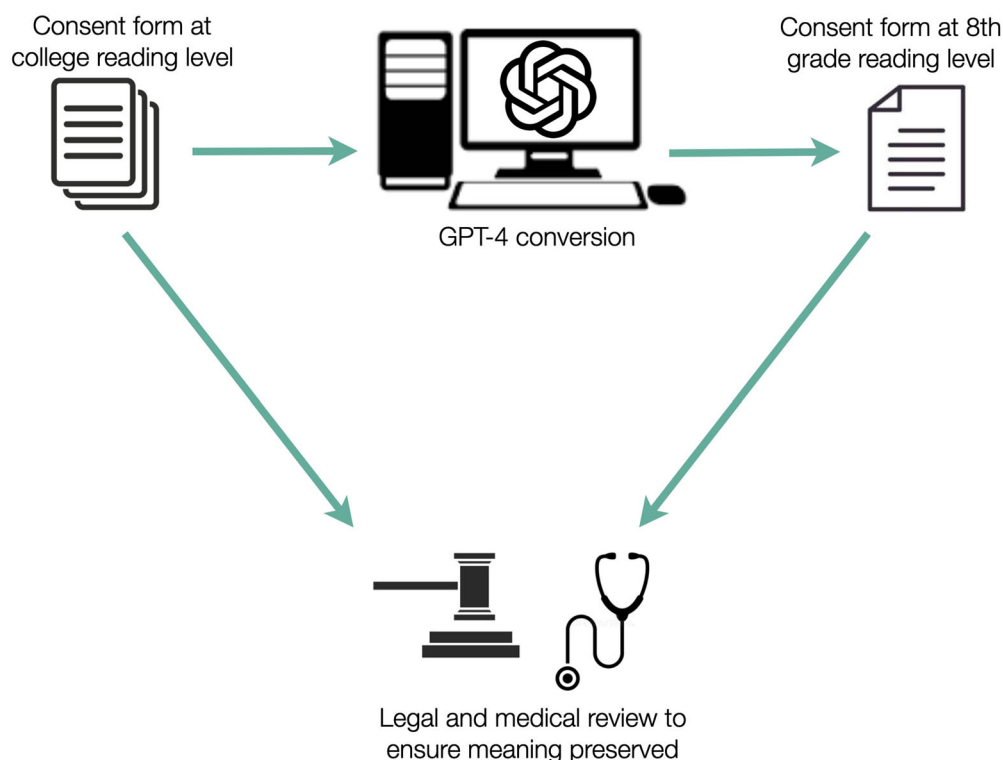 Consent form at
college reading level
Consent form at 8th
grade reading level
GPT-4 conversion
Legal and medical review to
ensure meaning preserved